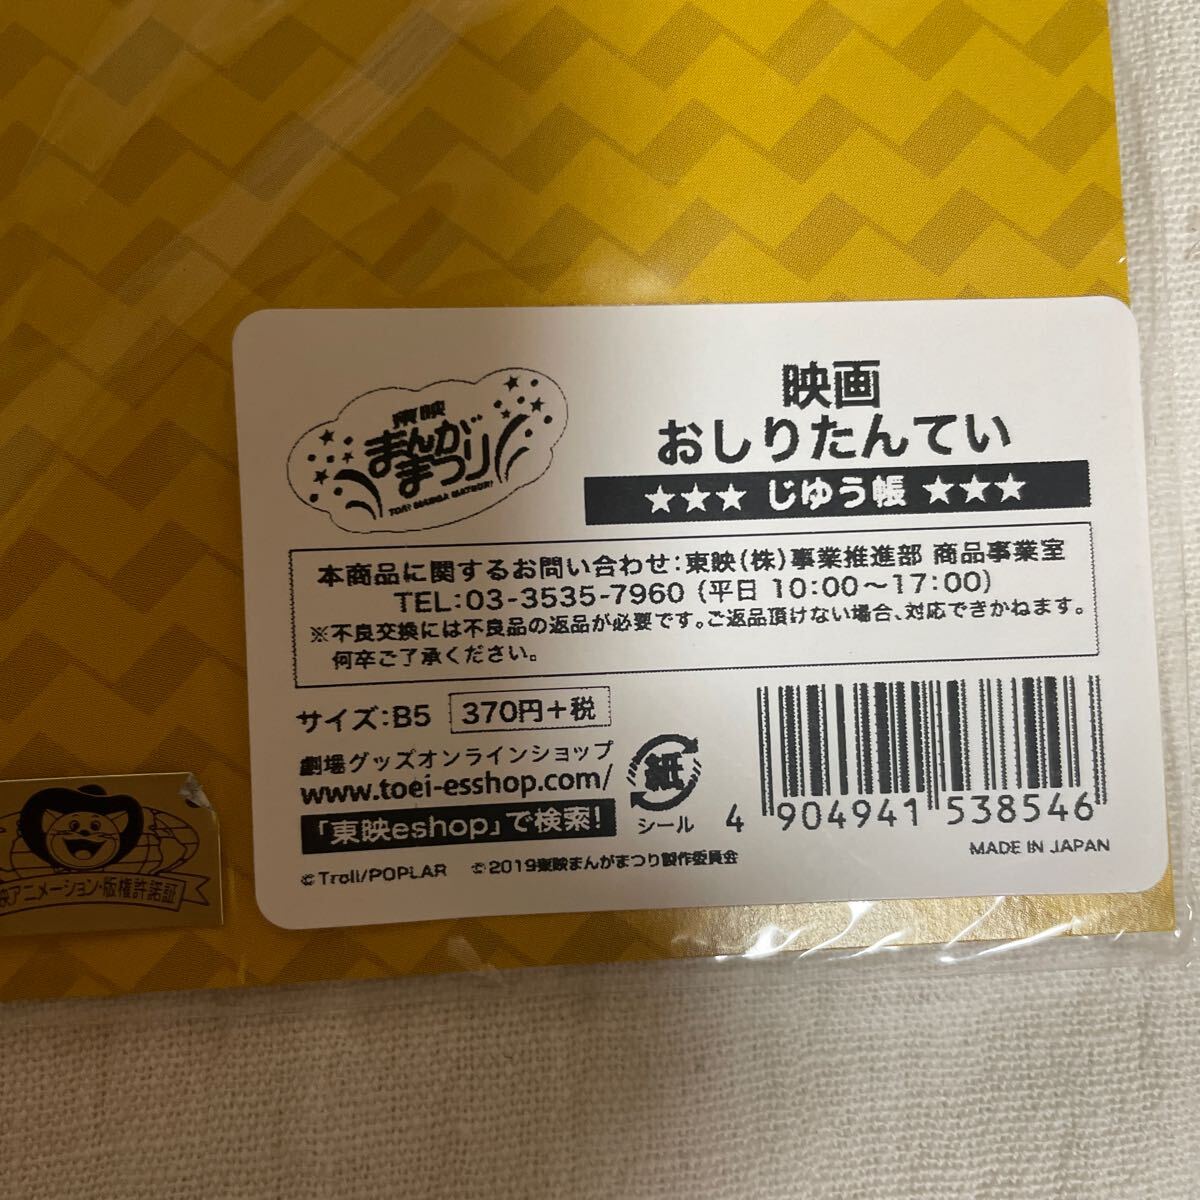 東映
まんが
まつり
TOEI MANGA MATSURI
映画
おしりたんてい
★★★ じゆう帳 ★★★
本商品に関するお問い合わせ:東映(株)事業推進部 商品事業室
TEL:03-3535-7960 (平日 10:00～17:00)
※不良交換には不良品の返品が必要です。ご返品頂けない場合、対応できかねます。
何卒ご了承ください。
サイズ:B5 370円+税
劇場グッズオンラインショップ
www.toei-esshop.com/
「東映eshop」で検索!
紙
シール
4 904941 538546
MADE IN JAPAN
©Troll/POPLAR ©2019東映まんがまつり製作委員会
映アニメーション・版権許諾証